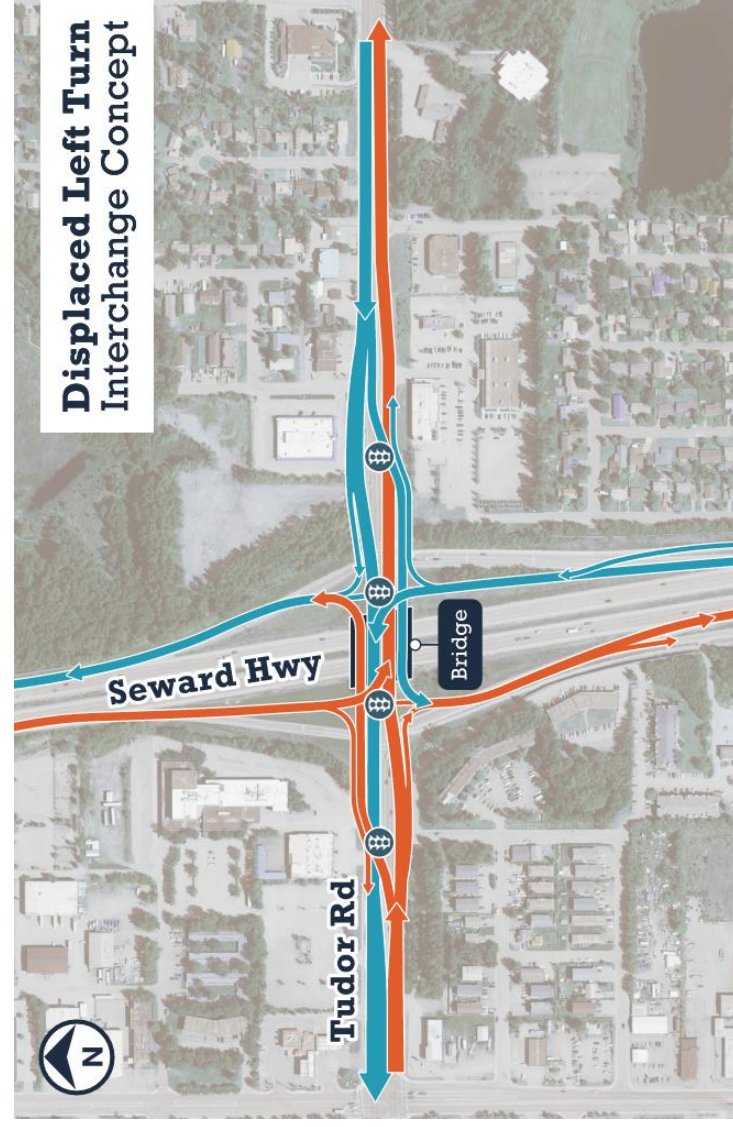 Displaced Left Turn
Interchange Concept
Seward Hwy
Bridge
Tudor Rd
N